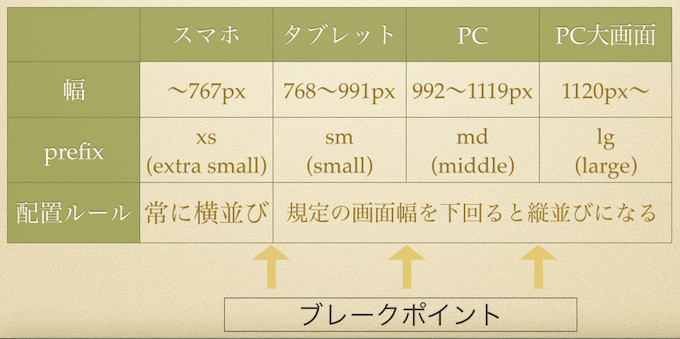 スマホ タブレット PC PC大画面
幅 〜767px 768〜991px 992〜1119px 1120px〜
prefix xs (extra small) sm (small) md (middle) lg (large)
配置ルール 常に横並び 規定の画面幅を下回ると縦並びになる
ブレークポイント